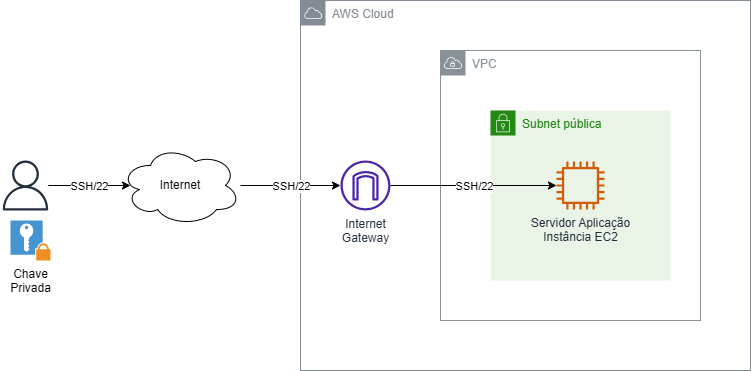 AWS Cloud
VPC
Subnet pública
SSH/22
Internet
SSH/22
SSH/22
Internet
Gateway
Servidor Aplicação
Instância EC2
Chave
Privada